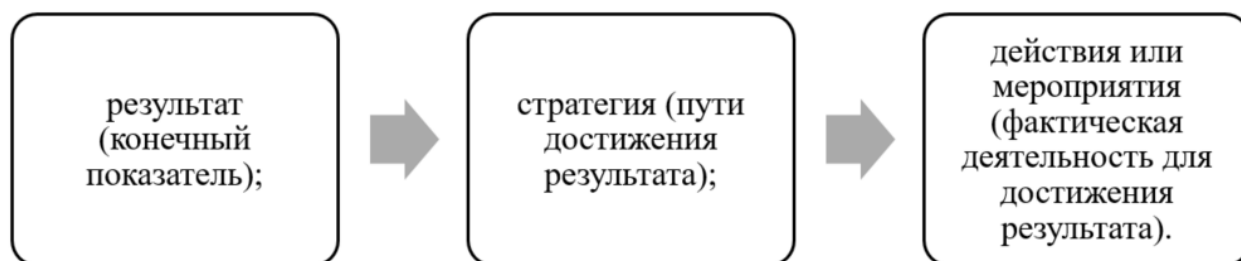 результат
(конечный
показатель);
стратегия (пути
достижения
результата);
действия или
мероприятия
(фактическая
деятельность для
достижения
результата).